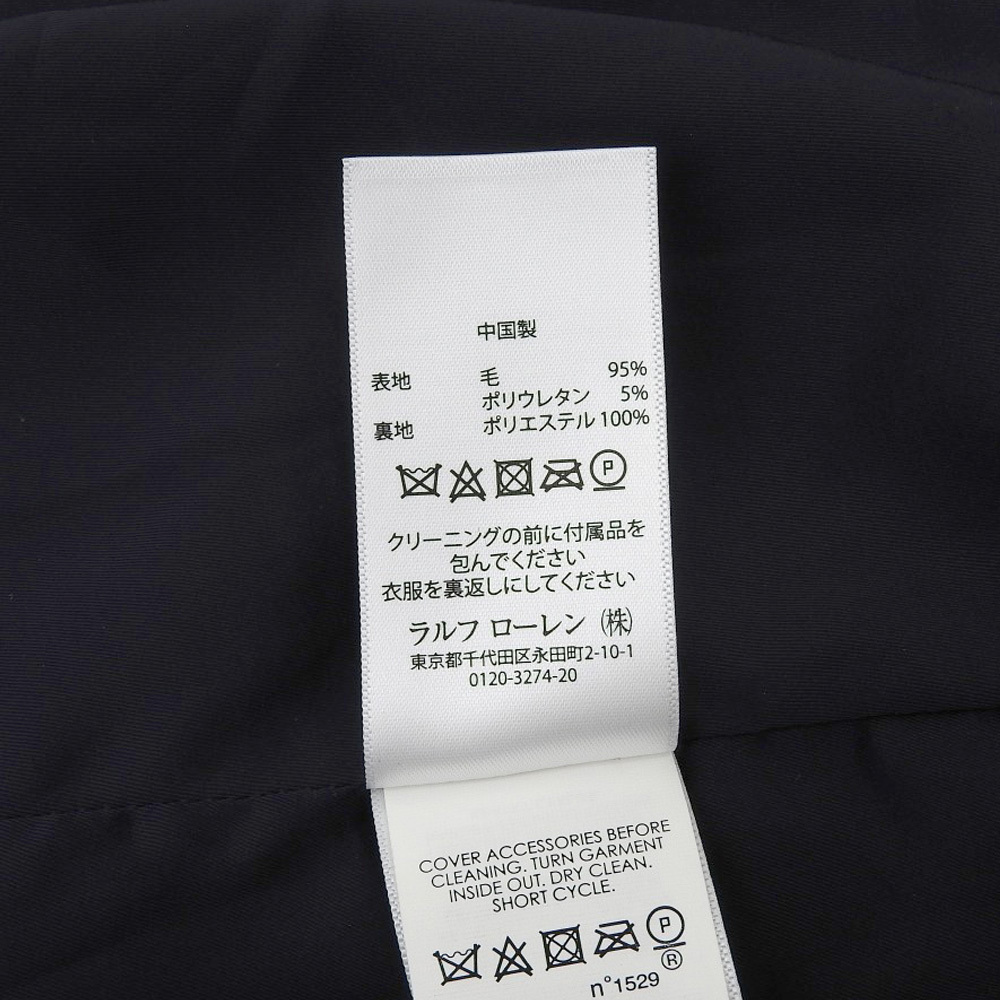 中国製
表地 毛 95%
ポリウレタン 5%
裏地 ポリエステル 100%
P
クリーニングの前に付属品を
包んでください
衣服を裏返しにしてください
ラルフ ローレン ㈱
東京都千代田区永田町2-10-1
0120-3274-20
COVER ACCESSORIES BEFORE
CLEANING. TURN GARMENT
INSIDE OUT. DRY CLEAN.
SHORT CYCLE.
P
®
n°1529